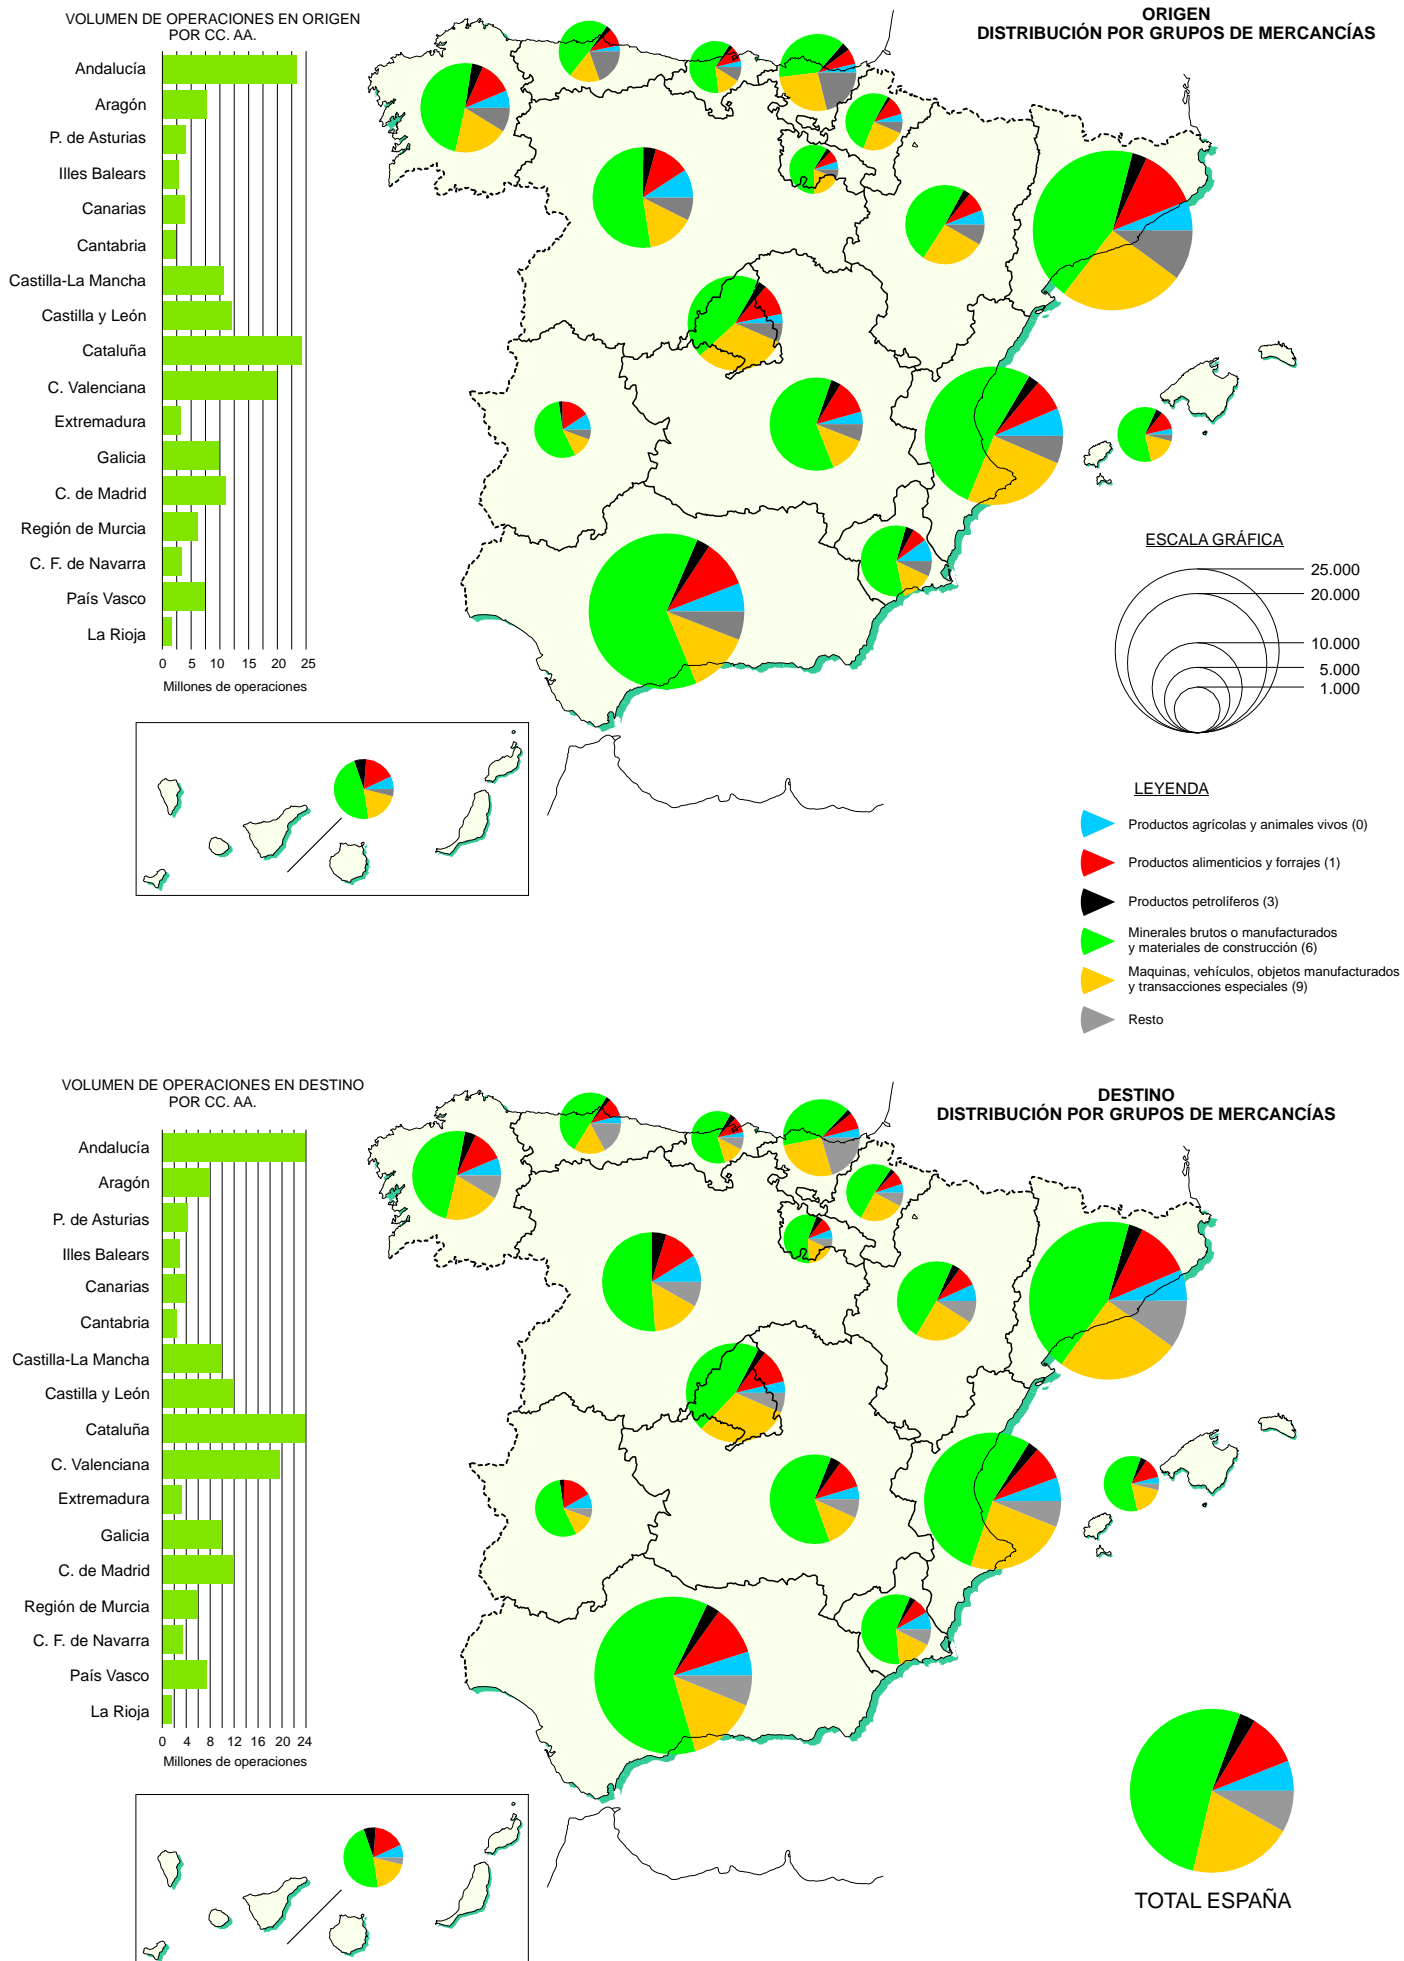 VOLUMEN DE OPERACIONES EN ORIGEN
POR CC. AA.
ORIGEN
DISTRIBUCIÓN POR GRUPOS DE MERCANCÍAS
Andalucía
Aragón
P. de Asturias
Illes Balears
Canarias
Cantabria
Castilla-La Mancha
Castilla y León
Cataluña
C. Valenciana
Extremadura
Galicia
C. de Madrid
Región de Murcia
C. F. de Navarra
País Vasco
La Rioja
0 5 10 15 20 25
Millones de operaciones
ESCALA GRÁFICA
25.000
20.000
10.000
5.000
1.000
LEYENDA
Productos agrícolas y animales vivos (0)
Productos alimenticios y forrajes (1)
Productos petrolíferos (3)
Minerales brutos o manufacturados
y materiales de construcción (6)
Maquinas, vehículos, objetos manufacturados
y transacciones especiales (9)
Resto
VOLUMEN DE OPERACIONES EN DESTINO
POR CC. AA.
DESTINO
DISTRIBUCIÓN POR GRUPOS DE MERCANCÍAS
Andalucía
Aragón
P. de Asturias
Illes Balears
Canarias
Cantabria
Castilla-La Mancha
Castilla y León
Cataluña
C. Valenciana
Extremadura
Galicia
C. de Madrid
Región de Murcia
C. F. de Navarra
País Vasco
La Rioja
0 4 8 12 16 20 24
Millones de operaciones
TOTAL ESPAÑA